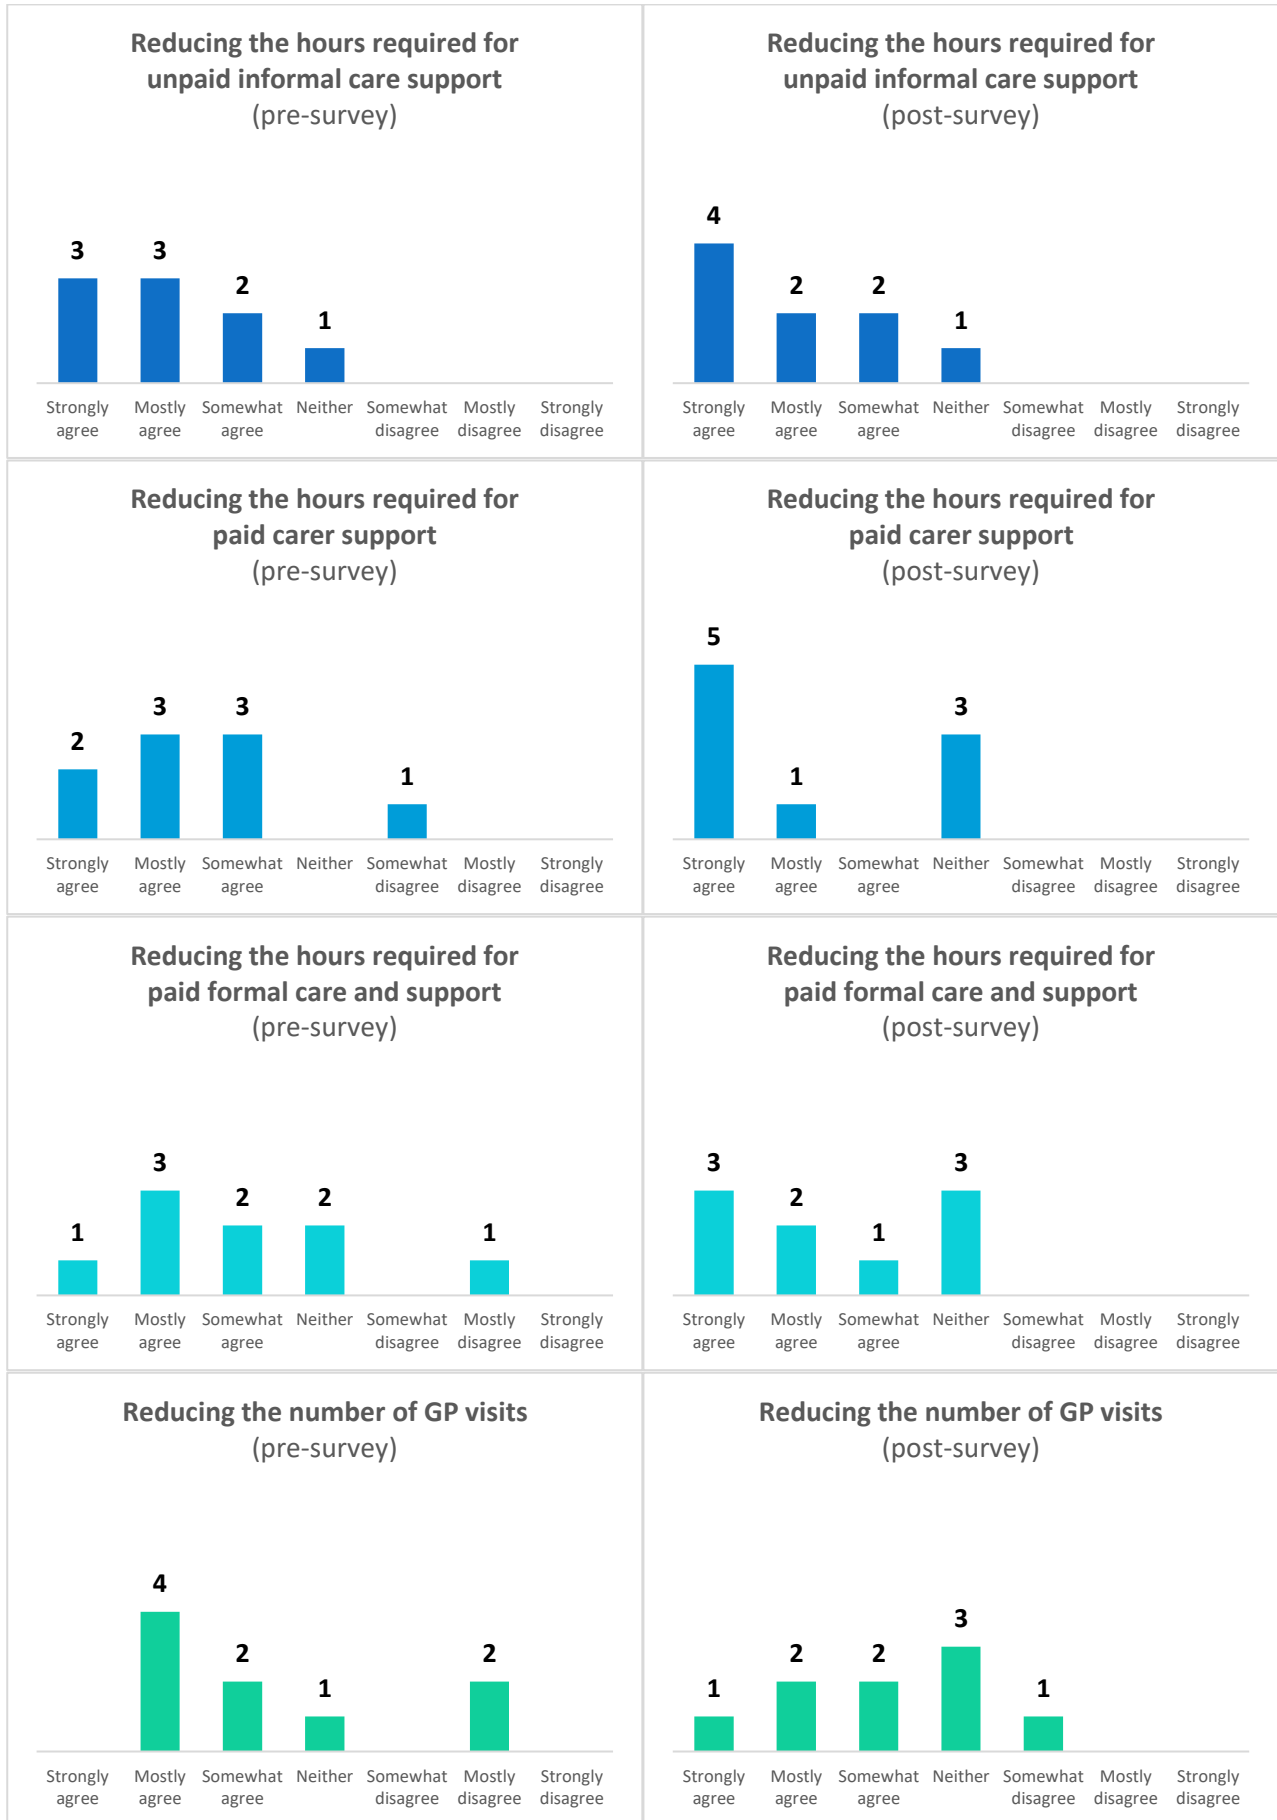 Reducing the hours required for
unpaid informal care support
(pre-survey)
3
3
2
1
Strongly agree
Mostly agree
Somewhat agree
Neither
Somewhat disagree
Mostly disagree
Strongly disagree
Reducing the hours required for
unpaid informal care support
(post-survey)
4
2
2
1
Strongly agree
Mostly agree
Somewhat agree
Neither
Somewhat disagree
Mostly disagree
Strongly disagree
Reducing the hours required for
paid carer support
(pre-survey)
2
3
3
1
Strongly agree
Mostly agree
Somewhat agree
Neither
Somewhat disagree
Mostly disagree
Strongly disagree
Reducing the hours required for
paid carer support
(post-survey)
5
1
3
Strongly agree
Mostly agree
Somewhat agree
Neither
Somewhat disagree
Mostly disagree
Strongly disagree
Reducing the hours required for
paid formal care and support
(pre-survey)
1
3
2
2
1
Strongly agree
Mostly agree
Somewhat agree
Neither
Somewhat disagree
Mostly disagree
Strongly disagree
Reducing the hours required for
paid formal care and support
(post-survey)
3
2
1
3
Strongly agree
Mostly agree
Somewhat agree
Neither
Somewhat disagree
Mostly disagree
Strongly disagree
Reducing the number of GP visits
(pre-survey)
4
2
1
2
Strongly agree
Mostly agree
Somewhat agree
Neither
Somewhat disagree
Mostly disagree
Strongly disagree
Reducing the number of GP visits
(post-survey)
1
2
2
3
1
Strongly agree
Mostly agree
Somewhat agree
Neither
Somewhat disagree
Mostly disagree
Strongly disagree